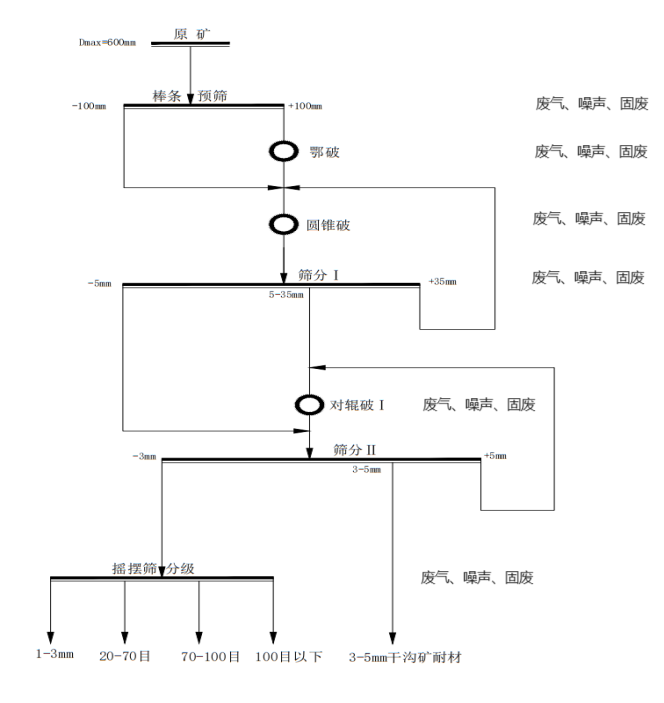 原 矿
Dmax=600mm
棒条 预筛
-100mm
+100mm
废气、噪声、固废
鄂破
废气、噪声、固废
圆锥破
废气、噪声、固废
筛分 I
-5mm
+35mm
废气、噪声、固废
5-35mm
对辊破 I
废气、噪声、固废
筛分 II
-3mm
+5mm
3-5mm
摇摆筛 分级
废气、噪声、固废
1-3mm
20-70目
70-100目
100目以下
3-5mm干沟矿耐材